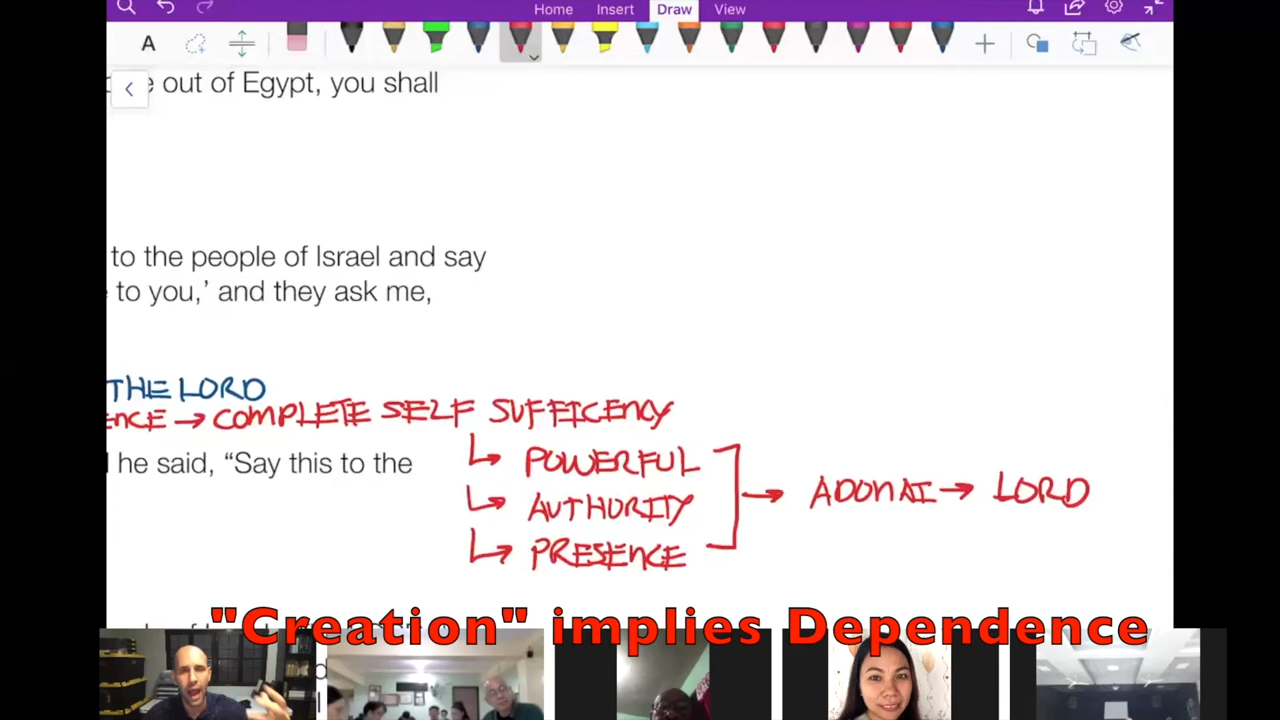 Home Insert Draw View
A
out of Egypt, you shall
to the people of Israel and say
to you,’ and they ask me,
THE LORD
ENCE → COMPLETE SELF SUFFICENCY
he said, “Say this to the
↳ POWERFUL
↳ AUTHORITY
↳ PRESENCE
→ ADONAI → LORD
"Creation" implies Dependence